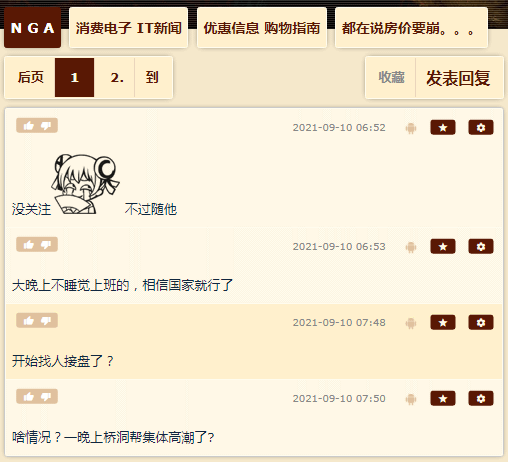 NGA 消费电子 IT新闻 优惠信息 购物指南 都在说房价要崩。。。
后页 1 2. 到 收藏 发表回复
2021-09-10 06:52
没关注 不过随他
2021-09-10 06:53
大晚上不睡觉上班的，相信国家就行了
2021-09-10 07:48
开始找人接盘了？
2021-09-10 07:50
啥情况？一晚上桥洞帮集体高潮了?